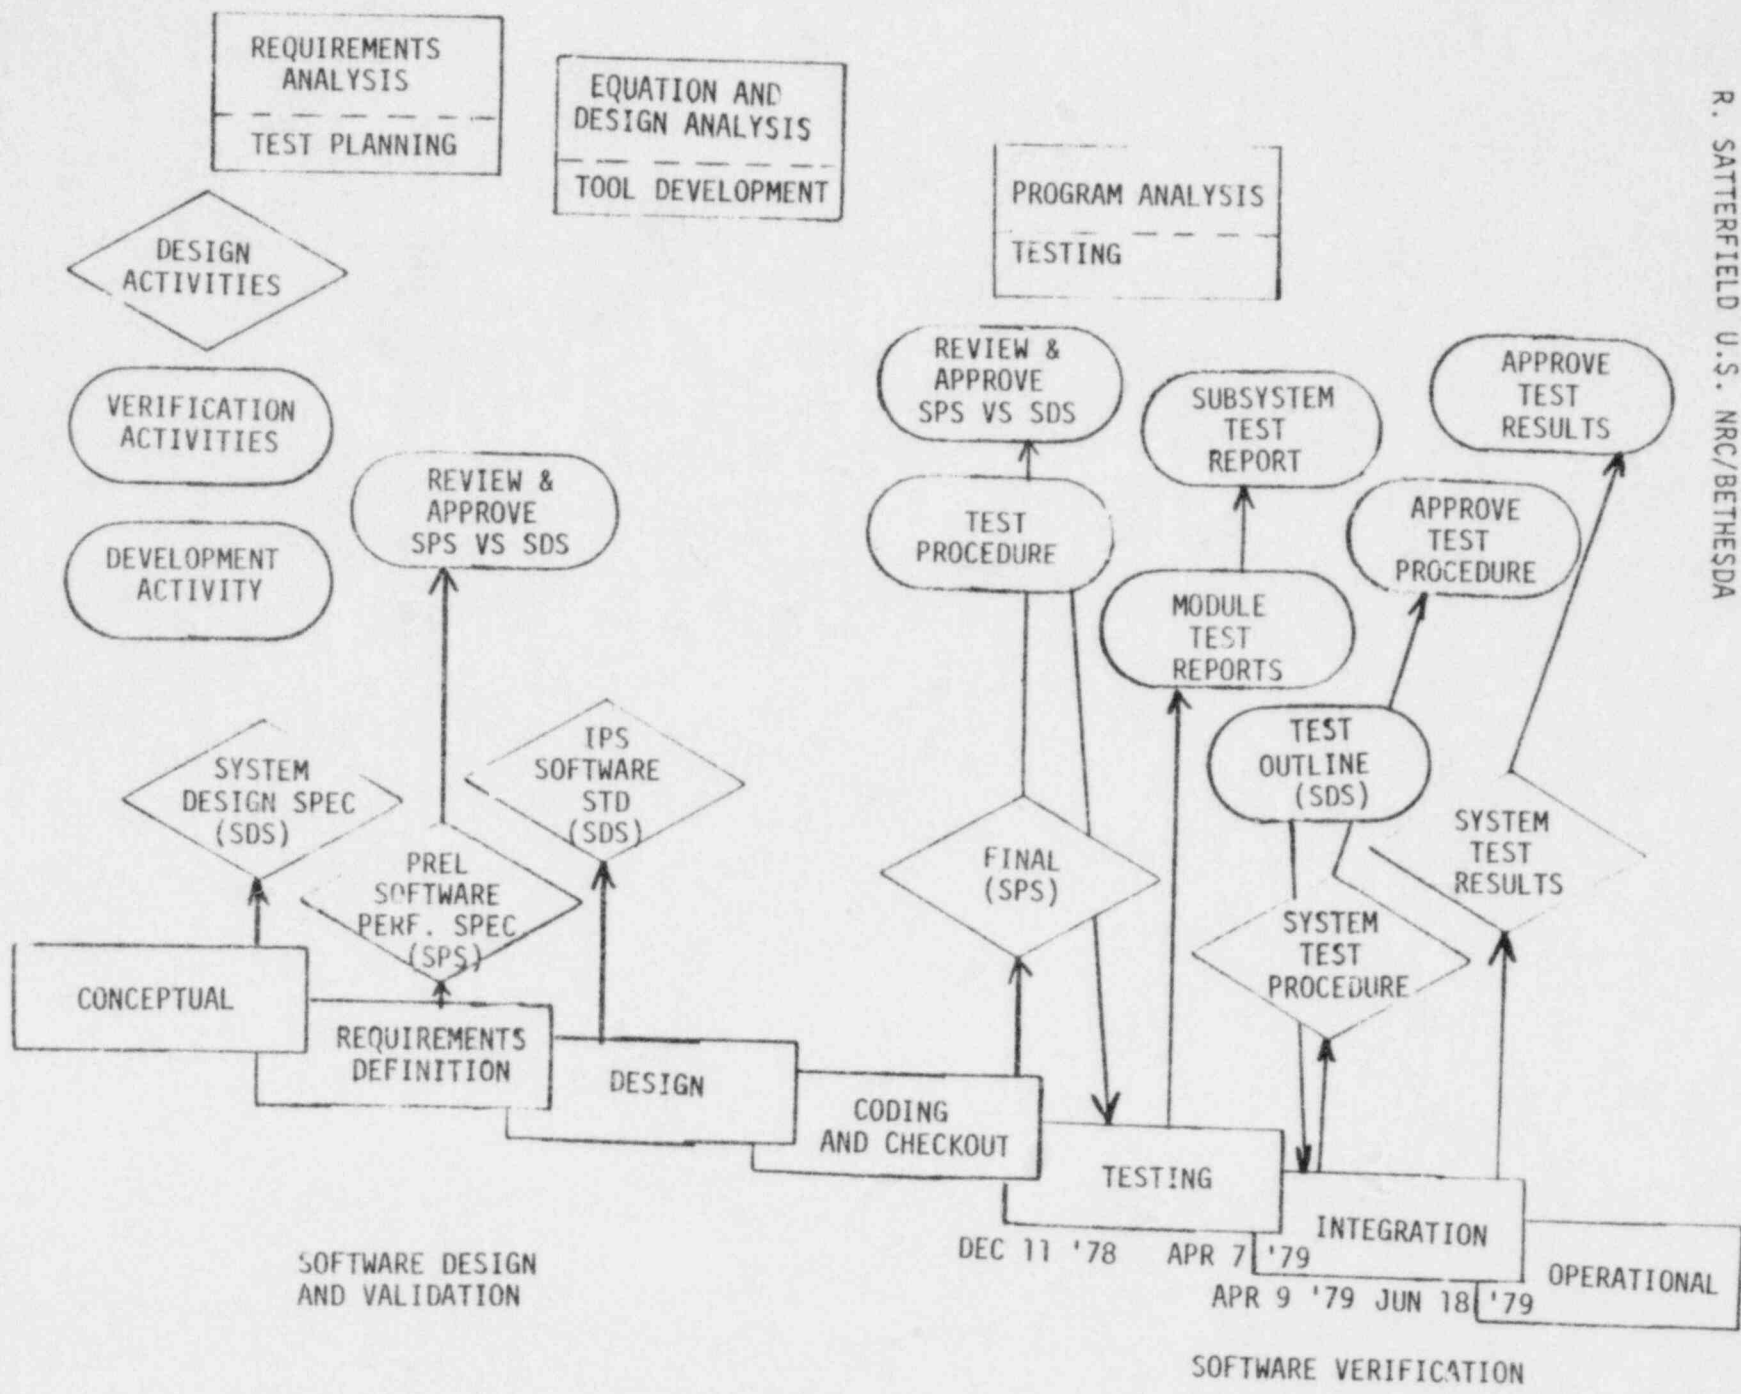 REQUIREMENTS
ANALYSIS
TEST PLANNING
EQUATION AND
DESIGN ANALYSIS
TOOL DEVELOPMENT
PROGRAM ANALYSIS
TESTING
R. SATTERFIELD U.S. NRC/BETHESDA
DESIGN
ACTIVITIES
VERIFICATION
ACTIVITIES
DEVELOPMENT
ACTIVITY
REVIEW &
APPROVE
SPS VS SDS
REVIEW &
APPROVE
SPS VS SDS
SUBSYSTEM
TEST
REPORT
APPROVE
TEST
RESULTS
TEST
PROCEDURE
APPROVE
TEST
PROCEDURE
MODULE
TEST
REPORTS
SYSTEM
DESIGN SPEC
(SDS)
PREL
SOFTWARE
PERF. SPEC
(SPS)
IPS
SOFTWARE
STD
(SDS)
FINAL
(SPS)
TEST
OUTLINE
(SDS)
SYSTEM
TEST
PROCEDURE
SYSTEM
TEST
RESULTS
CONCEPTUAL
REQUIREMENTS
DEFINITION
DESIGN
CODING
AND CHECKOUT
TESTING
INTEGRATION
OPERATIONAL
DEC 11 '78 APR 7 '79
APR 9 '79 JUN 18 '79
SOFTWARE DESIGN
AND VALIDATION
SOFTWARE VERIFICATION